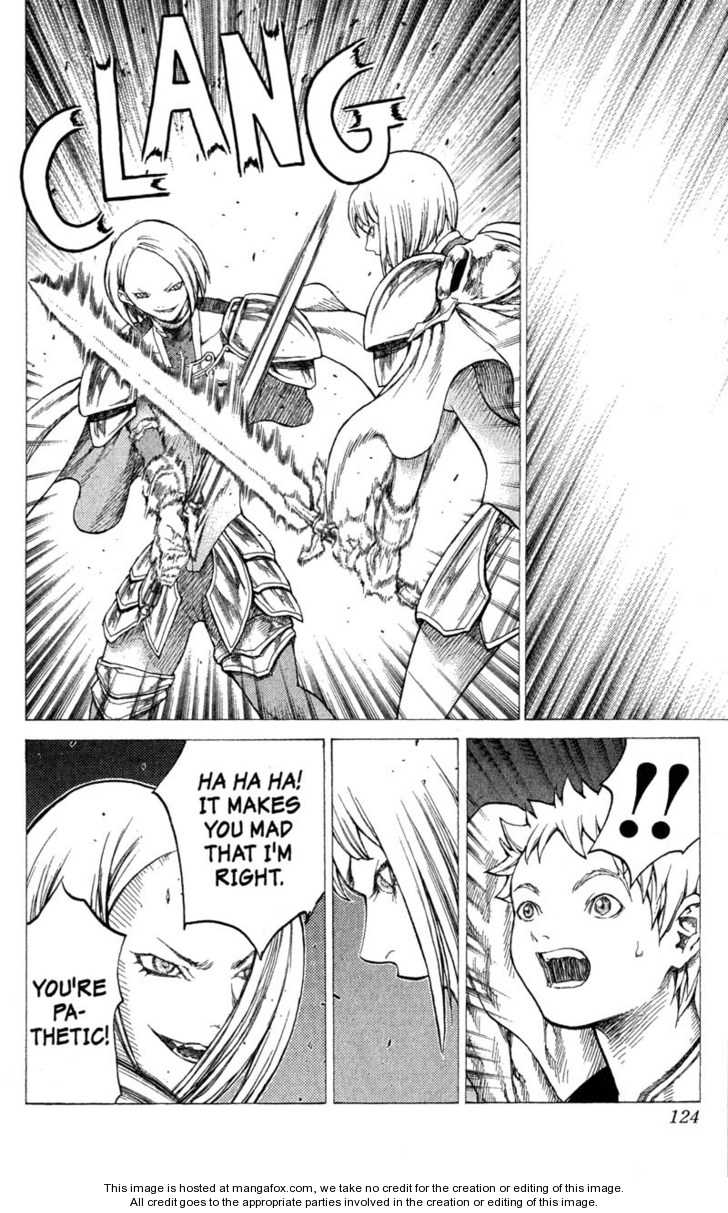 CLANG
!!
HA HA HA!
IT MAKES
YOU MAD
THAT I'M
RIGHT.
YOU'RE
PA-
THETIC!
124
This image is hosted at mangafox.com, we take no credit for the creation or editing of this image.
All credit goes to the appropriate parties involved in the creation or editing of this image.